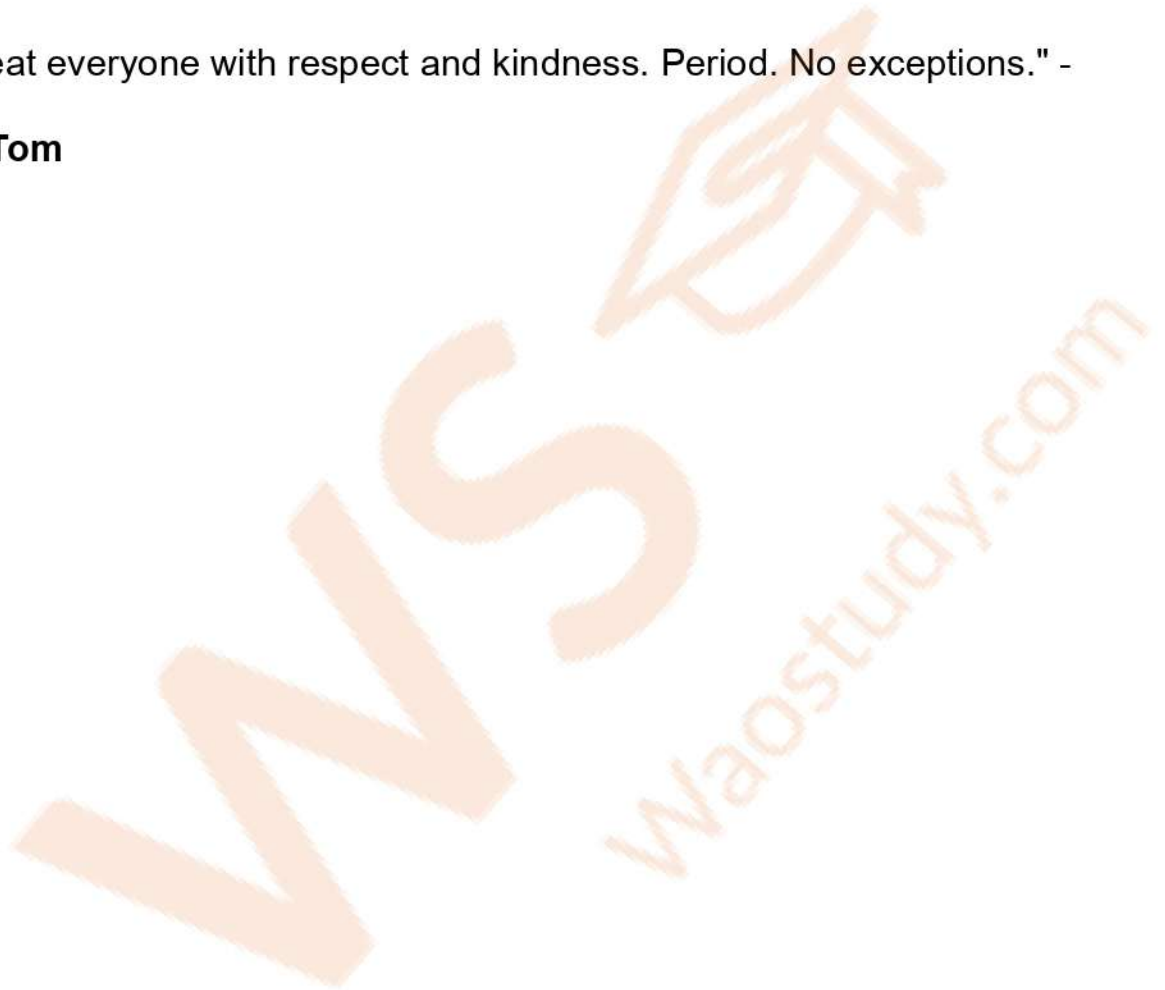 eat everyone with respect and kindness. Period. No exceptions." -
Tom
WS
Waostudy.com